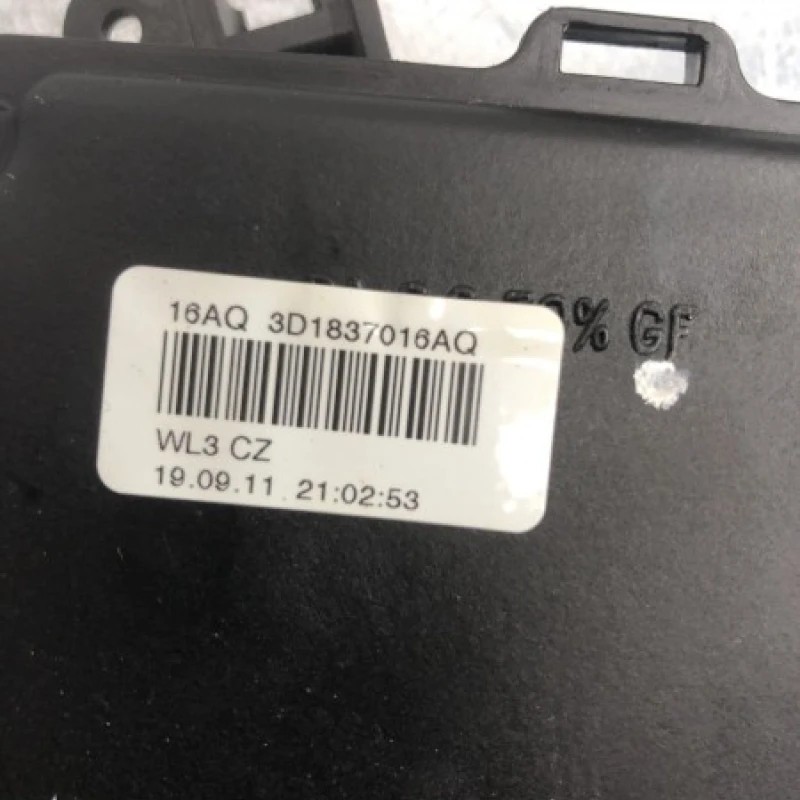 % GF
16AQ 3D1837016AQ
WL3 CZ
19.09.11 21:02:53